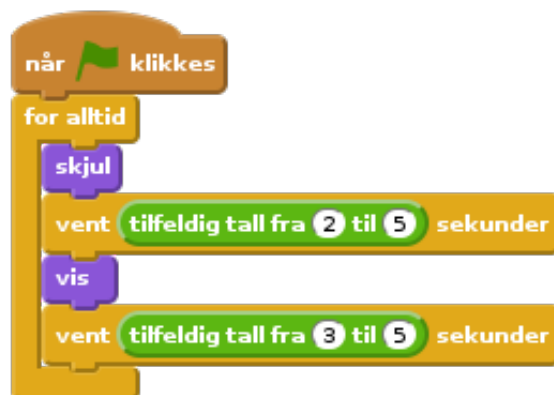 når klikkes
for alltid
skjul
vent tilfeldig tall fra 2 til 5 sekunder
vis
vent tilfeldig tall fra 3 til 5 sekunder